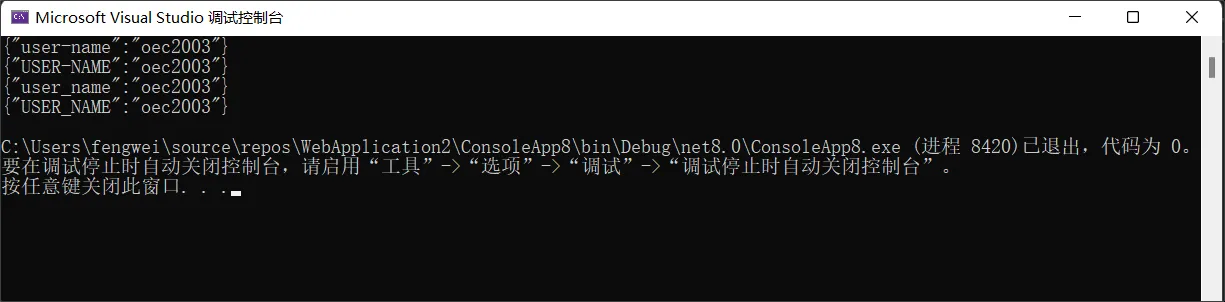 Microsoft Visual Studio 调试控制台
{"user-name":"oec2003"}
{"USER-NAME":"oec2003"}
{"user_name":"oec2003"}
{"USER_NAME":"oec2003"}
C:\Users\fengwei\source\repos\WebApplication2\ConsoleApp8\bin\Debug\net8.0\ConsoleApp8.exe (进程 8420)已退出，代码为 0。
要在调试停止时自动关闭控制台，请启用“工具”->“选项”->“调试”->“调试停止时自动关闭控制台”。
按任意键关闭此窗口. . .